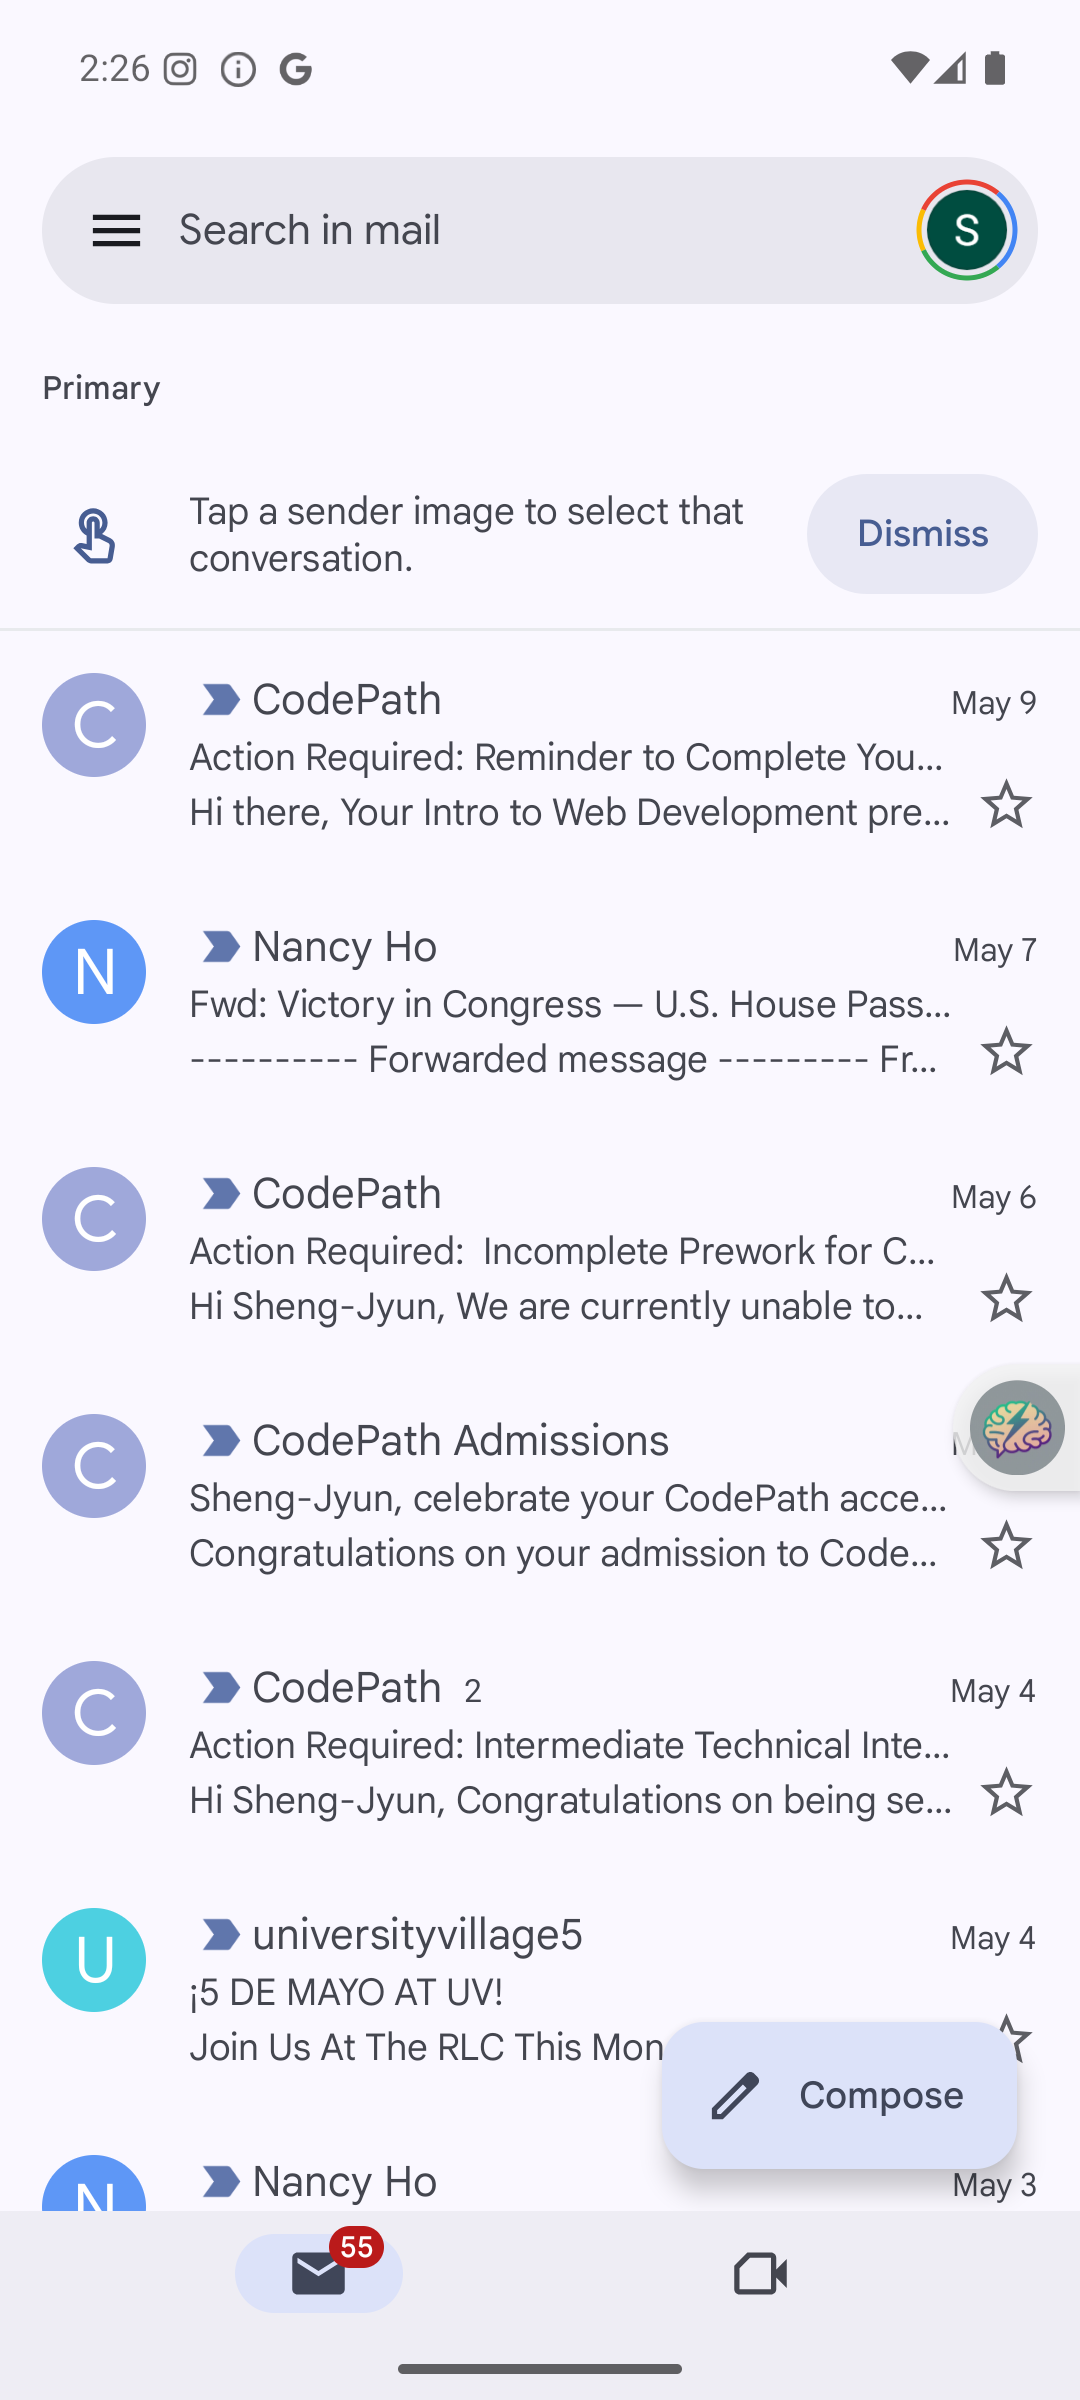 2:26
Search in mail
S
Primary
Tap a sender image to select that
conversation.
Dismiss
C
CodePath
May 9
Action Required: Reminder to Complete You...
Hi there, Your Intro to Web Development pre...
N
Nancy Ho
May 7
Fwd: Victory in Congress — U.S. House Pass...
---------- Forwarded message --------- Fr...
C
CodePath
May 6
Action Required:  Incomplete Prework for C...
Hi Sheng-Jyun, We are currently unable to...
C
CodePath Admissions
Sheng-Jyun, celebrate your CodePath acce...
Congratulations on your admission to Code...
C
CodePath 2
May 4
Action Required: Intermediate Technical Inte...
Hi Sheng-Jyun, Congratulations on being se...
U
universityvillage5
May 4
¡5 DE MAYO AT UV!
Join Us At The RLC This Mon
Compose
N
Nancy Ho
May 3
55